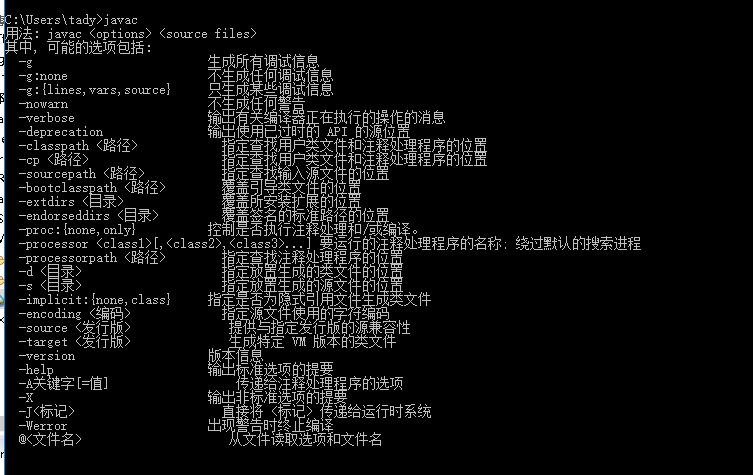 C:\Users\tady>javac
用法: javac <options> <source files>
其中, 可能的选项包括:
-g 生成所有调试信息
-g:none 不生成任何调试信息
-g:{lines,vars,source} 只生成某些调试信息
-nowarn 不生成任何警告
-verbose 输出有关编译器正在执行的操作的消息
-deprecation 输出使用已过时的 API 的源位置
-classpath <路径> 指定查找用户类文件和注释处理程序的位置
-cp <路径> 指定查找用户类文件和注释处理程序的位置
-sourcepath <路径> 指定查找输入源文件的位置
-bootclasspath <路径> 覆盖引导类文件的位置
-extdirs <目录> 覆盖所安装扩展的位置
-endorseddirs <目录> 覆盖签名的标准路径的位置
-proc:{none,only} 控制是否执行注释处理和/或编译。
-processor <class1>[,<class2>,<class3>...] 要运行的注释处理程序的名称; 绕过默认的搜索进程
-processorpath <路径> 指定查找注释处理程序的位置
-d <目录> 指定放置生成的类文件的位置
-s <目录> 指定放置生成的源文件的位置
-implicit:{none,class} 指定是否为隐式引用文件生成类文件
-encoding <编码> 指定源文件使用的字符编码
-source <发行版> 提供与指定发行版的源兼容性
-target <发行版> 生成特定 VM 版本的类文件
-version 版本信息
-help 输出标准选项的提要
-A关键字[=值] 传递给注释处理程序的选项
-X 输出非标准选项的提要
-J<标记> 直接将 <标记> 传递给运行时系统
-Werror 出现警告时终止编译
@<文件名> 从文件读取选项和文件名